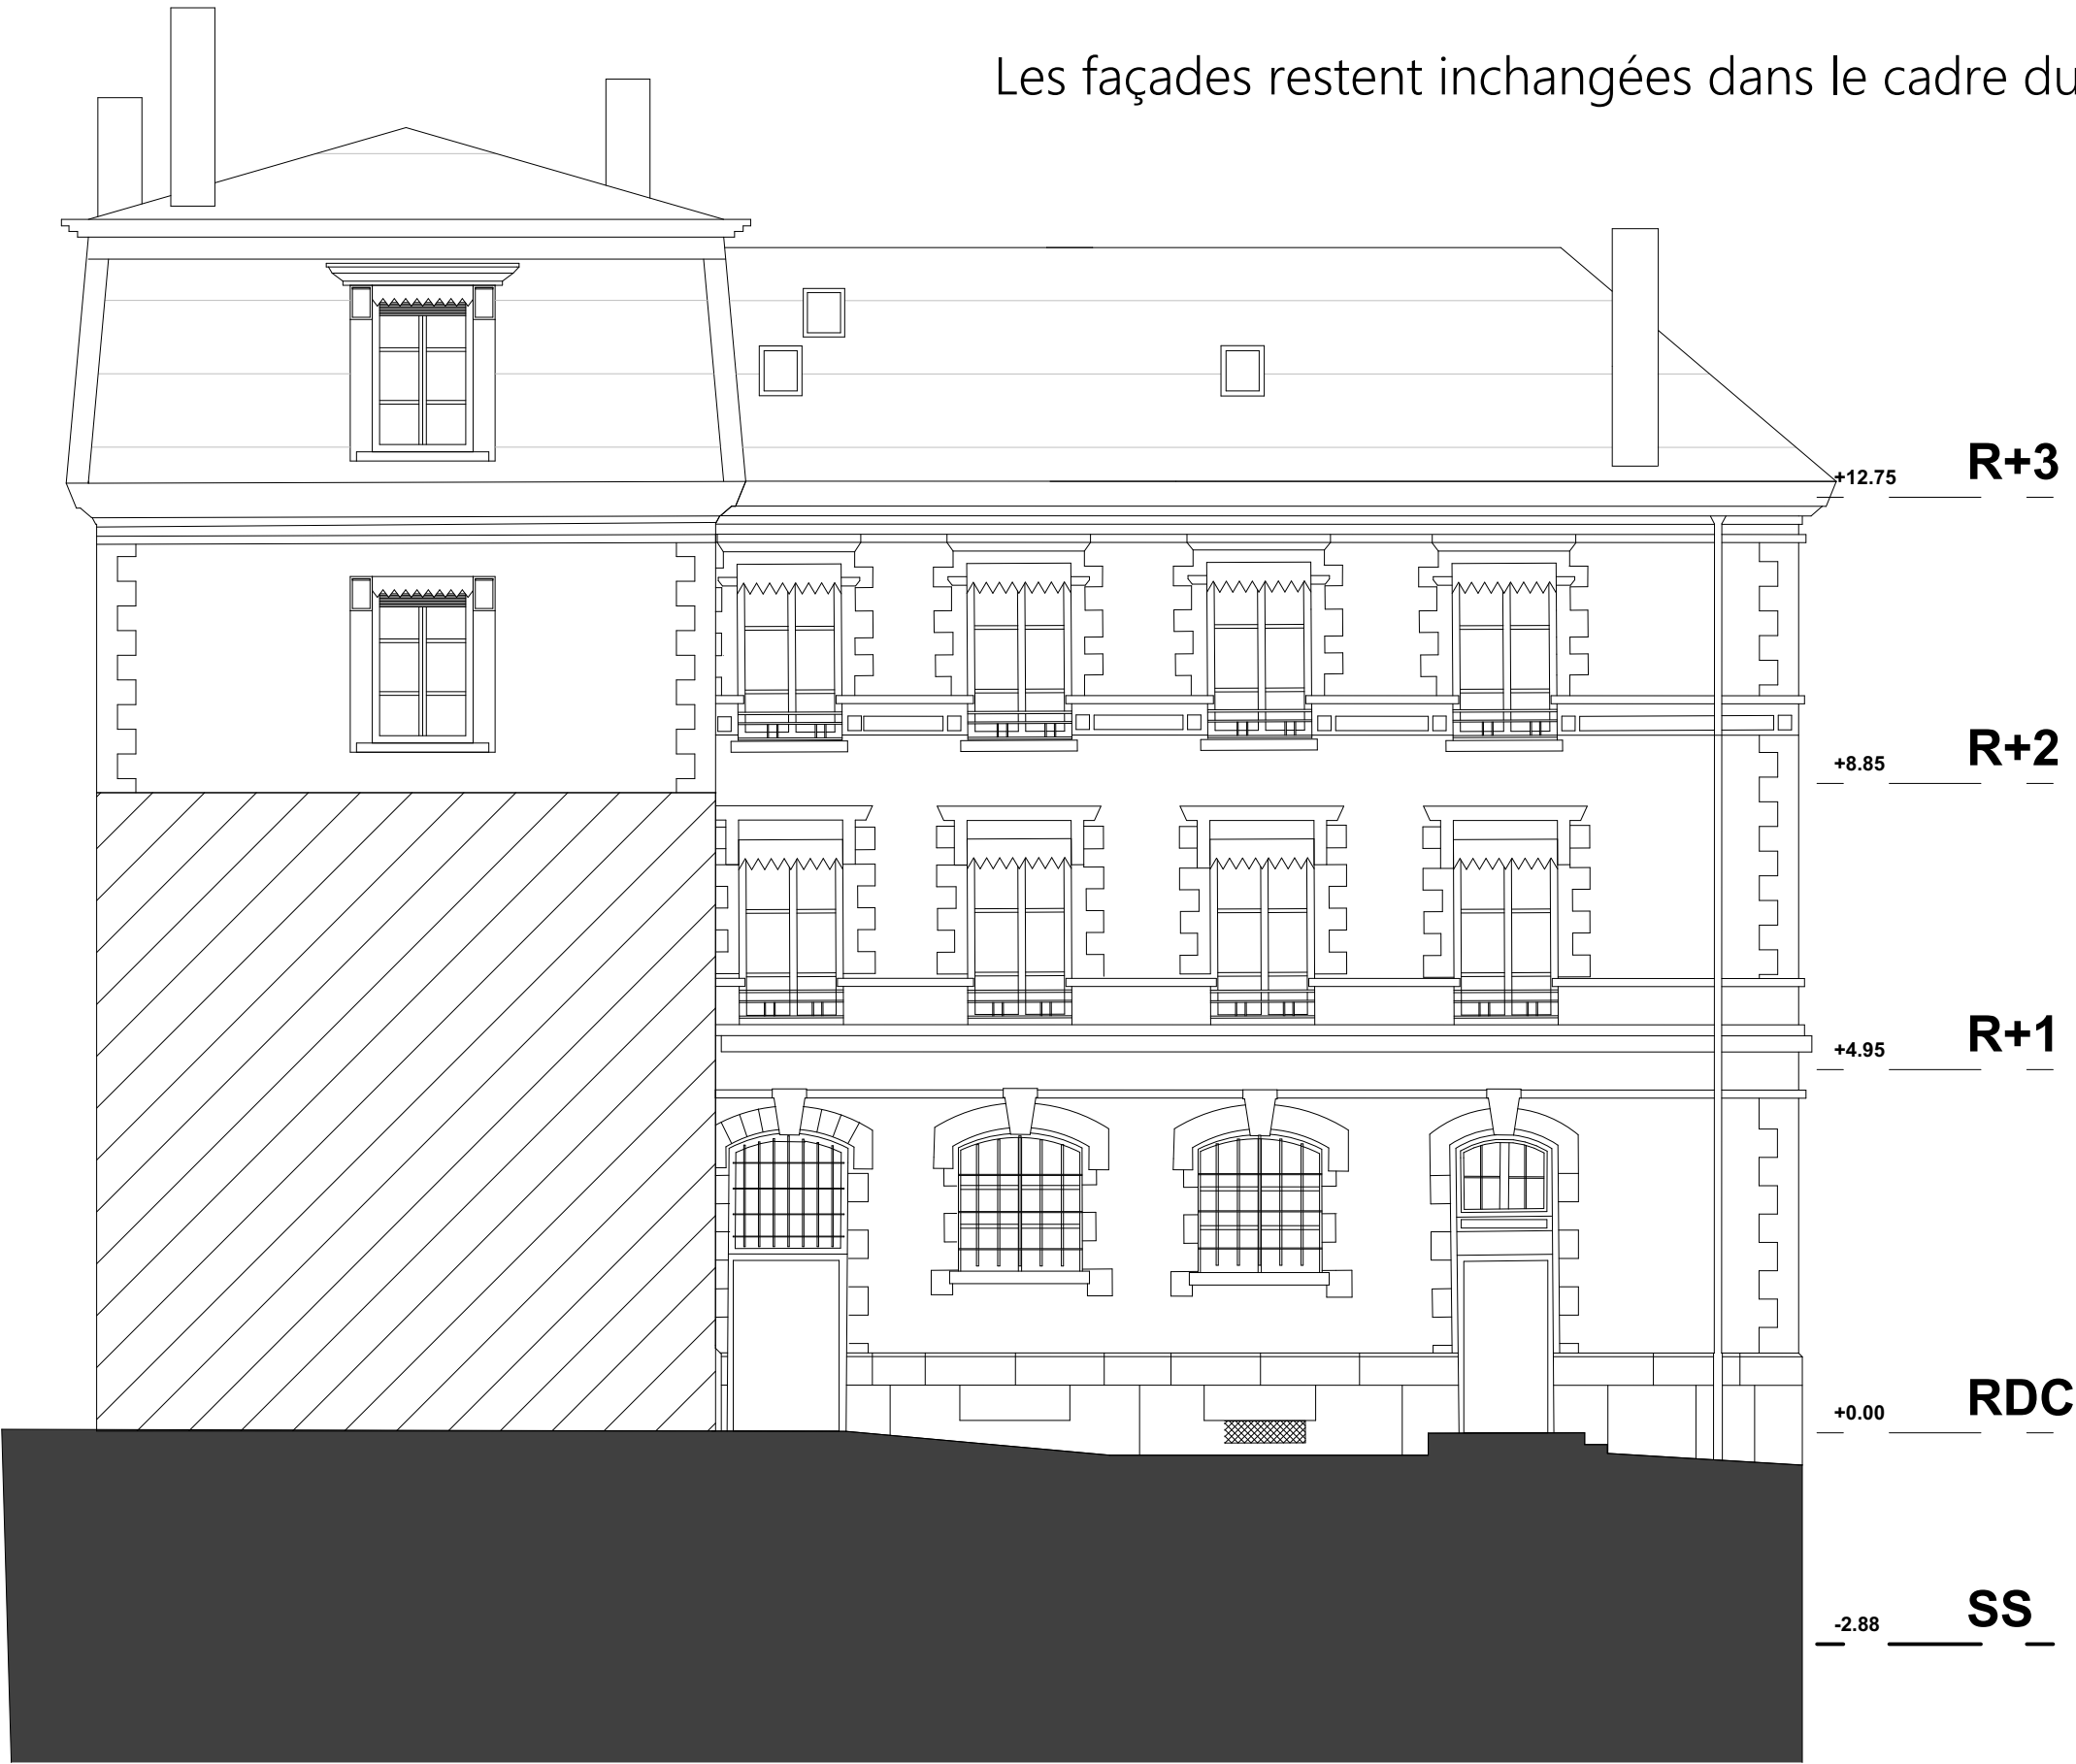 Les façades restent inchangées dans le cadre du
+12.75 R+3
+8.85 R+2
+4.95 R+1
+0.00 RDC
-2.88 SS